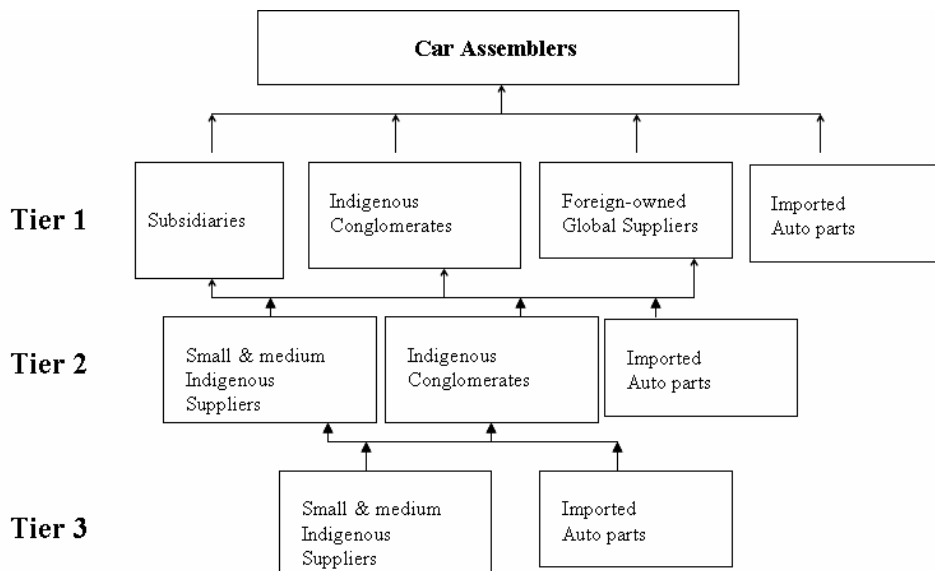 Car Assemblers
Tier 1
Subsidiaries
Indigenous
Conglomerates
Foreign-owned
Global Suppliers
Imported
Auto parts
Tier 2
Small & medium
Indigenous
Suppliers
Indigenous
Conglomerates
Imported
Auto parts
Tier 3
Small & medium
Indigenous
Suppliers
Imported
Auto parts